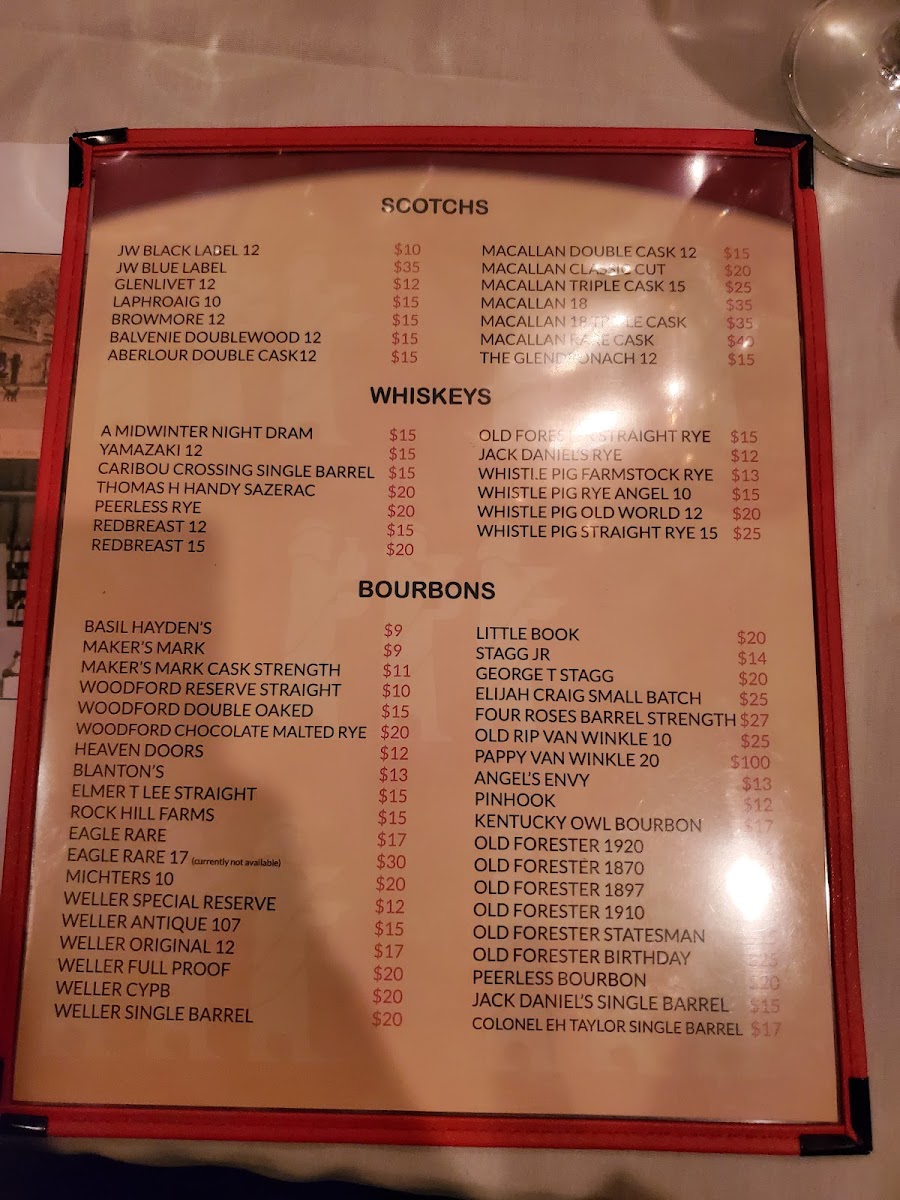 SCOTCHS
JW BLACK LABEL 12 $10
JW BLUE LABEL $35
GLENLIVET 12 $12
LAPHROAIG 10 $15
BROWMORE 12 $15
BALVENIE DOUBLEWOOD 12 $15
ABERLOUR DOUBLE CASK12 $15
MACALLAN DOUBLE CASK 12 $15
MACALLAN CLASSIC CUT $20
MACALLAN TRIPLE CASK 15 $25
MACALLAN 18 $35
MACALLAN 18 TRIPLE CASK $35
MACALLAN RARE CASK $40
THE GLENDRONACH 12 $15
WHISKEYS
A MIDWINTER NIGHT DRAM $15
YAMAZAKI 12 $15
CARIBOU CROSSING SINGLE BARREL $15
THOMAS H HANDY SAZERAC $20
PEERLESS RYE $20
REDBREAST 12 $15
REDBREAST 15 $20
OLD FORESTER STRAIGHT RYE $15
JACK DANIEL'S RYE $12
WHISTLE PIG FARMSTOCK RYE $13
WHISTLE PIG RYE ANGEL 10 $15
WHISTLE PIG OLD WORLD 12 $20
WHISTLE PIG STRAIGHT RYE 15 $25
BOURBONS
BASIL HAYDEN'S $9
MAKER'S MARK $9
MAKER'S MARK CASK STRENGTH $11
WOODFORD RESERVE STRAIGHT $10
WOODFORD DOUBLE OAKED $15
WOODFORD CHOCOLATE MALTED RYE $20
HEAVEN DOORS $12
BLANTON'S $13
ELMER T LEE STRAIGHT $15
ROCK HILL FARMS $15
EAGLE RARE $17
EAGLE RARE 17 (currently not available) $30
MICHTERS 10 $20
WELLER SPECIAL RESERVE $12
WELLER ANTIQUE 107 $15
WELLER ORIGINAL 12 $17
WELLER FULL PROOF $20
WELLER CYPB $20
WELLER SINGLE BARREL $20
LITTLE BOOK $20
STAGG JR $14
GEORGE T STAGG $20
ELIJAH CRAIG SMALL BATCH $25
FOUR ROSES BARREL STRENGTH $27
OLD RIP VAN WINKLE 10 $25
PAPPY VAN WINKLE 20 $100
ANGEL'S ENVY $13
PINHOOK $12
KENTUCKY OWL BOURBON $17
OLD FORESTER 1920
OLD FORESTER 1870
OLD FORESTER 1897
OLD FORESTER 1910
OLD FORESTER STATESMAN
OLD FORESTER BIRTHDAY
PEERLESS BOURBON $20
JACK DANIEL'S SINGLE BARREL $15
COLONEL EH TAYLOR SINGLE BARREL $17